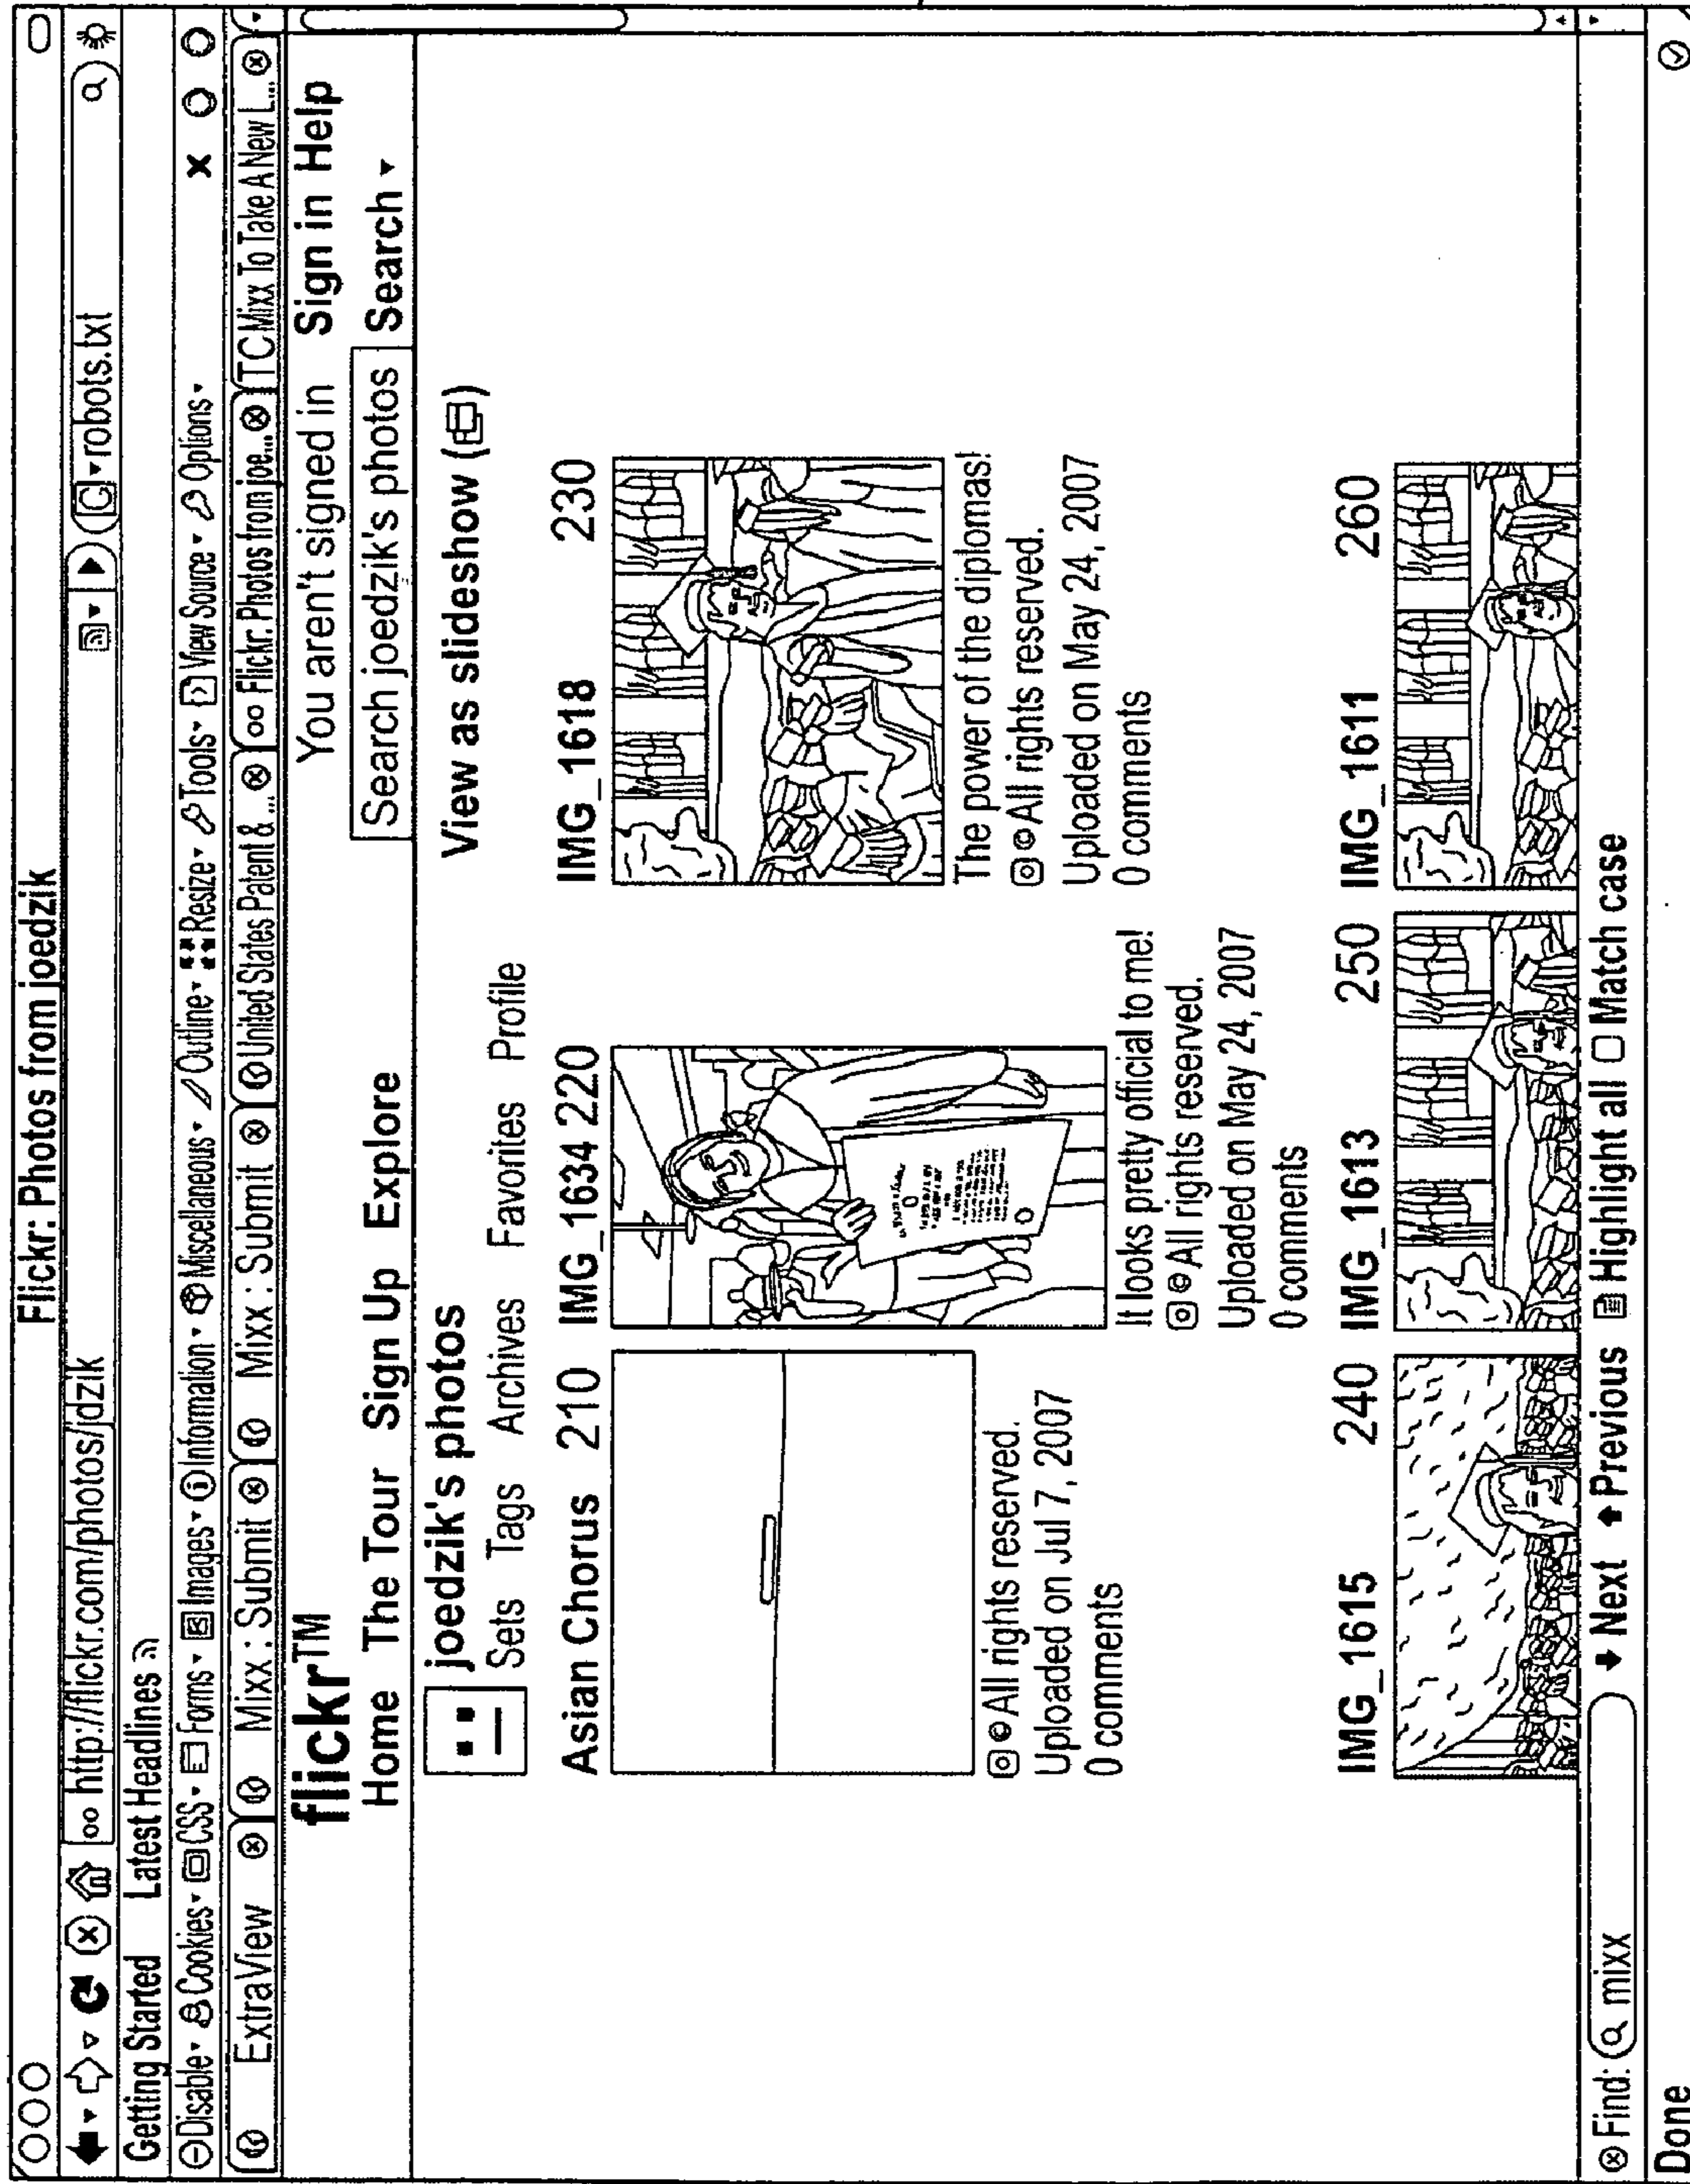 Flickr: Photos from joedzik
http://flickr.com/photos/jdzik G robots.txt
Getting Started Latest Headlines
Disable Cookies CSS Forms Images Information Miscellaneous Outline Resize Tools View Source Options X
ExtraView Mixx : Submit Mixx : Submit United States Patent & ... Flickr: Photos from joe... TC Mixx To Take A New L...
flickr™ You aren't signed in Sign in Help
Home The Tour Sign Up Explore Search joedzik's photos Search
joedzik's photos
Sets Tags Archives Favorites Profile View as slideshow ( )
Asian Chorus 210 IMG_1634 220 IMG_1618 230
© All rights reserved.
Uploaded on Jul 7, 2007
0 comments
It looks pretty official to me!
© All rights reserved.
Uploaded on May 24, 2007
0 comments
The power of the diplomas!
© All rights reserved.
Uploaded on May 24, 2007
0 comments
IMG_1615 240 IMG_1613 250 IMG_1611 260
Find: mixx Next Previous Highlight all Match case
Done